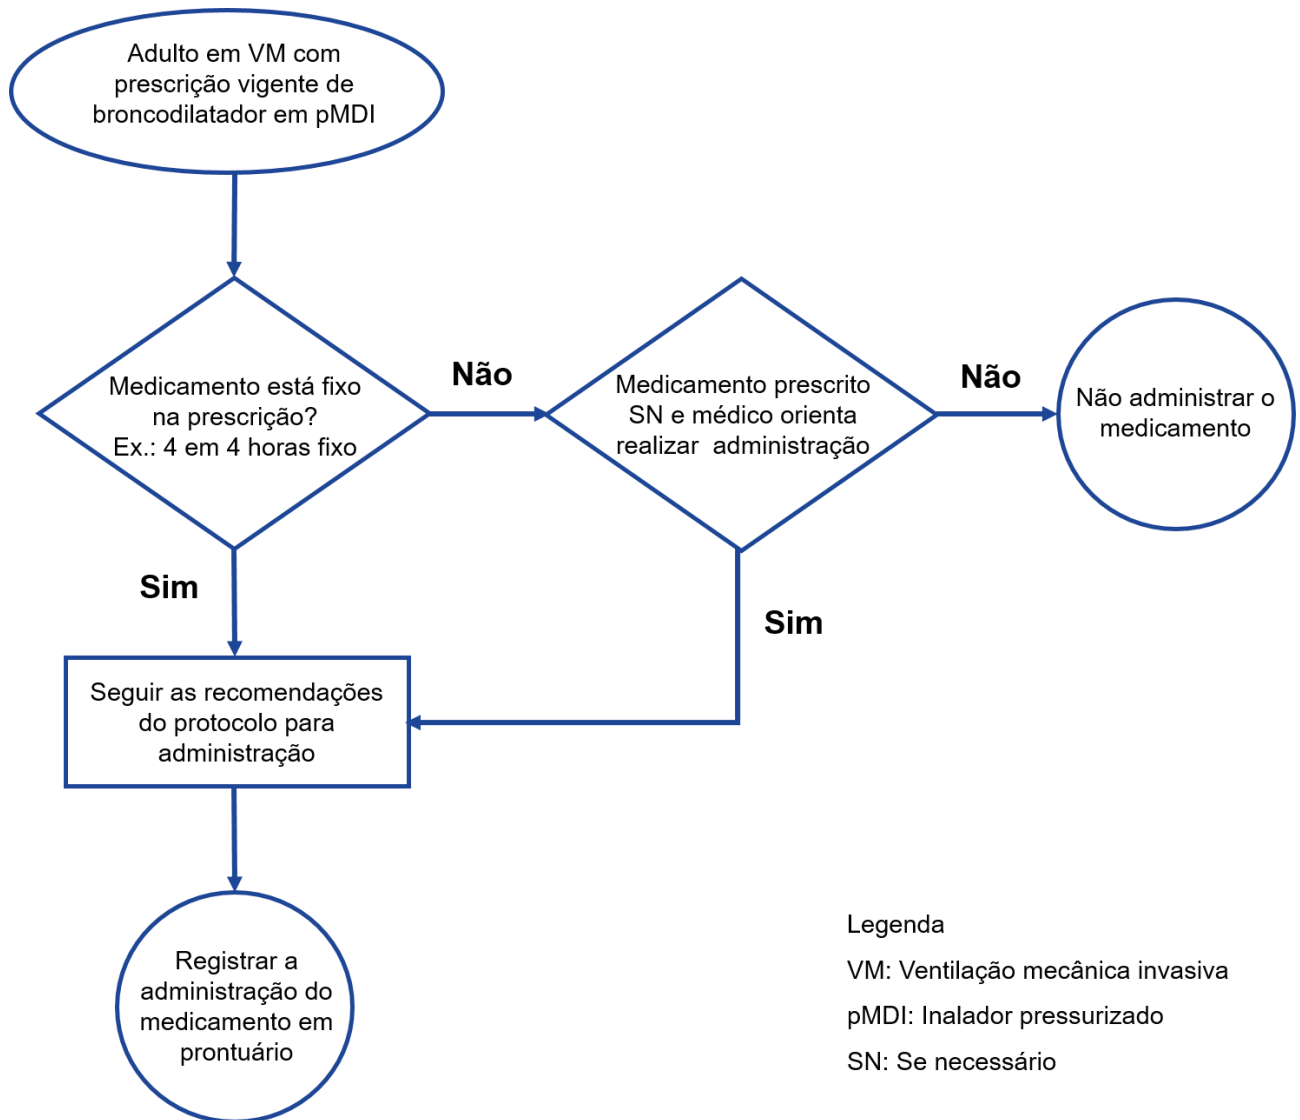 Adulto em VM com
prescrição vigente de
broncodilatador em pMDI
Medicamento está fixo
na prescrição?
Ex.: 4 em 4 horas fixo
Não
Medicamento prescrito
SN e médico orienta
realizar administração
Não
Não administrar o
medicamento
Sim
Sim
Seguir as recomendações
do protocolo para
administração
Registrar a
administração do
medicamento em
prontuário
Legenda
VM: Ventilação mecânica invasiva
pMDI: Inalador pressurizado
SN: Se necessário